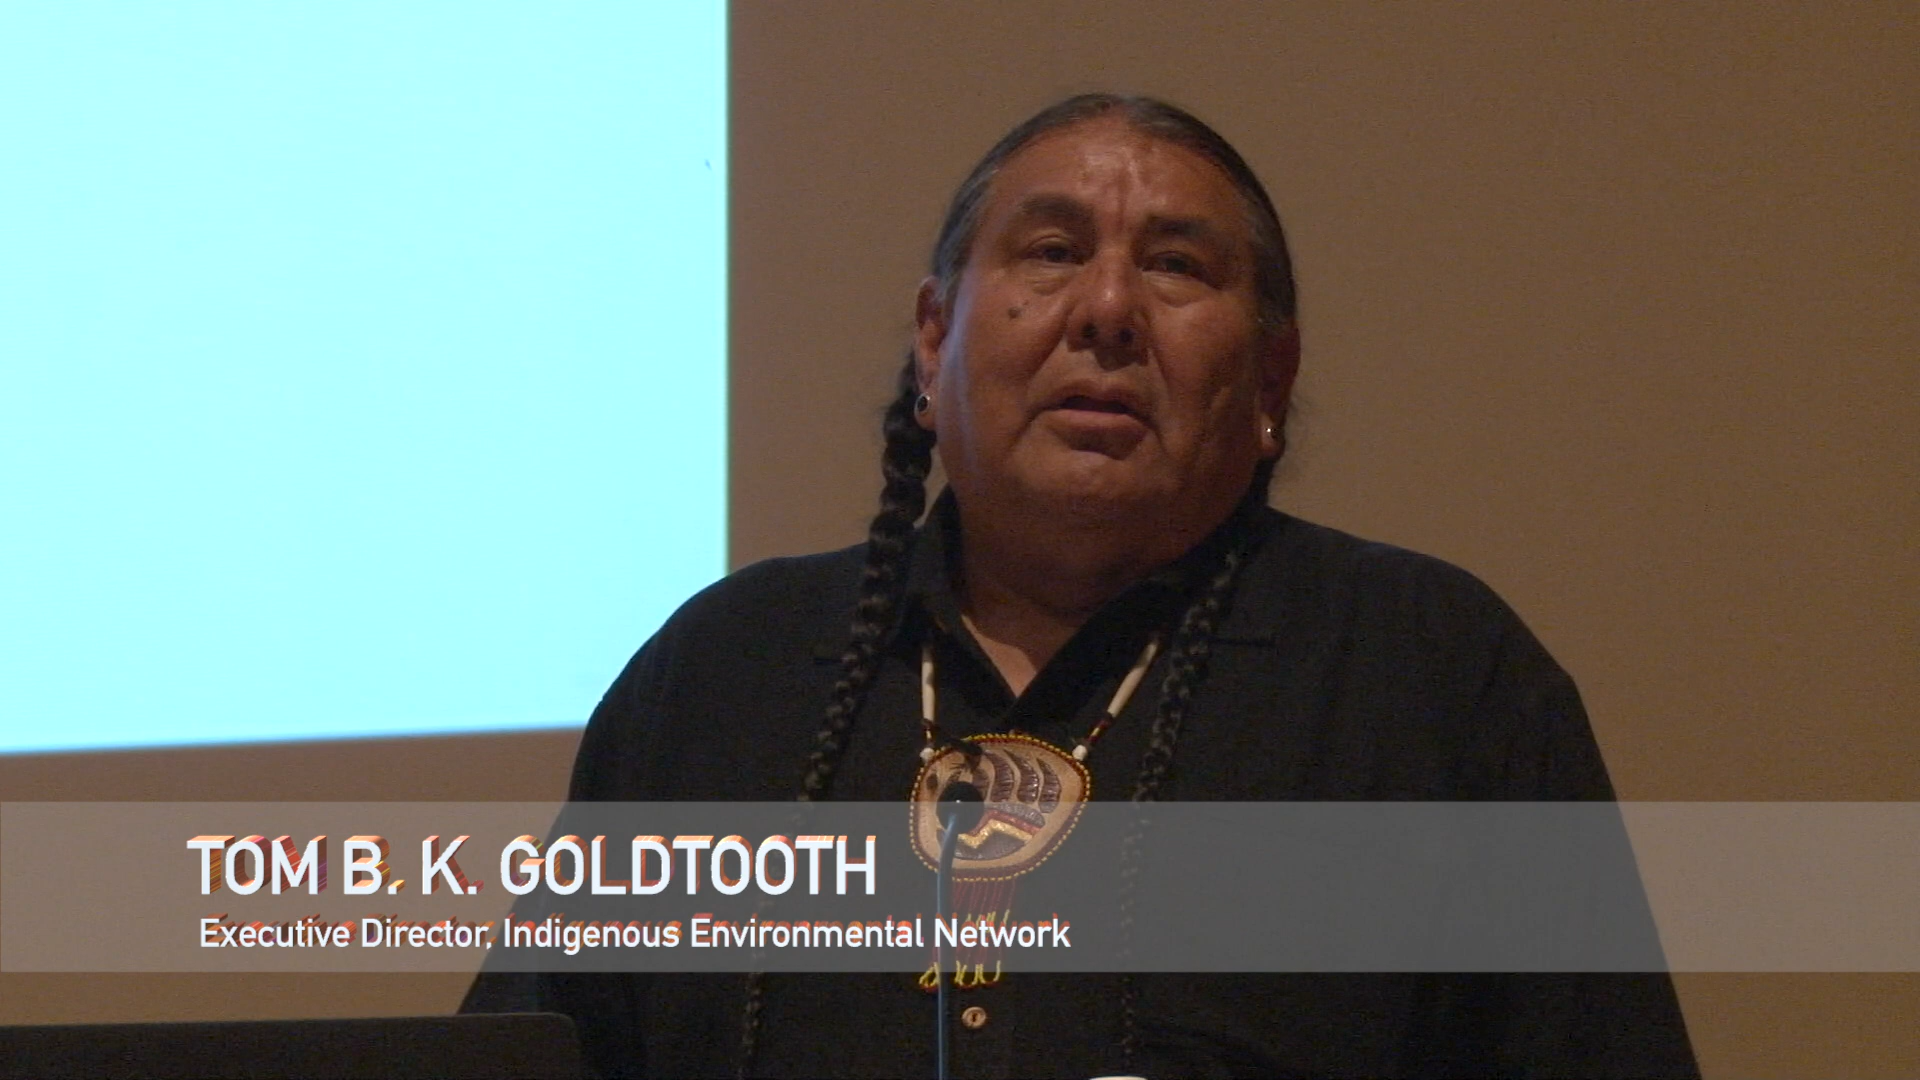 TOM B. K. GOLDTOOTH
Executive Director, Indigenous Environmental Network